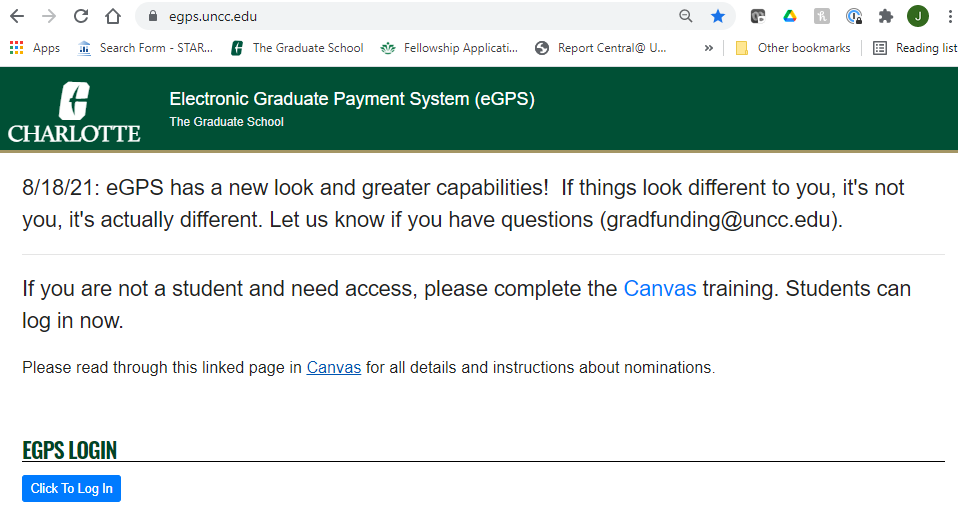 egps.uncc.edu
J
Apps
Search Form - STAR...
The Graduate School
Fellowship Applicati...
Report Central@ U...
»
Other bookmarks
Reading list
CHARLOTTE
Electronic Graduate Payment System (eGPS)
The Graduate School
8/18/21: eGPS has a new look and greater capabilities!  If things look different to you, it's not
you, it's actually different. Let us know if you have questions (gradfunding@uncc.edu).
If you are not a student and need access, please complete the Canvas training. Students can
log in now.
Please read through this linked page in Canvas for all details and instructions about nominations.
EGPS LOGIN
Click To Log In